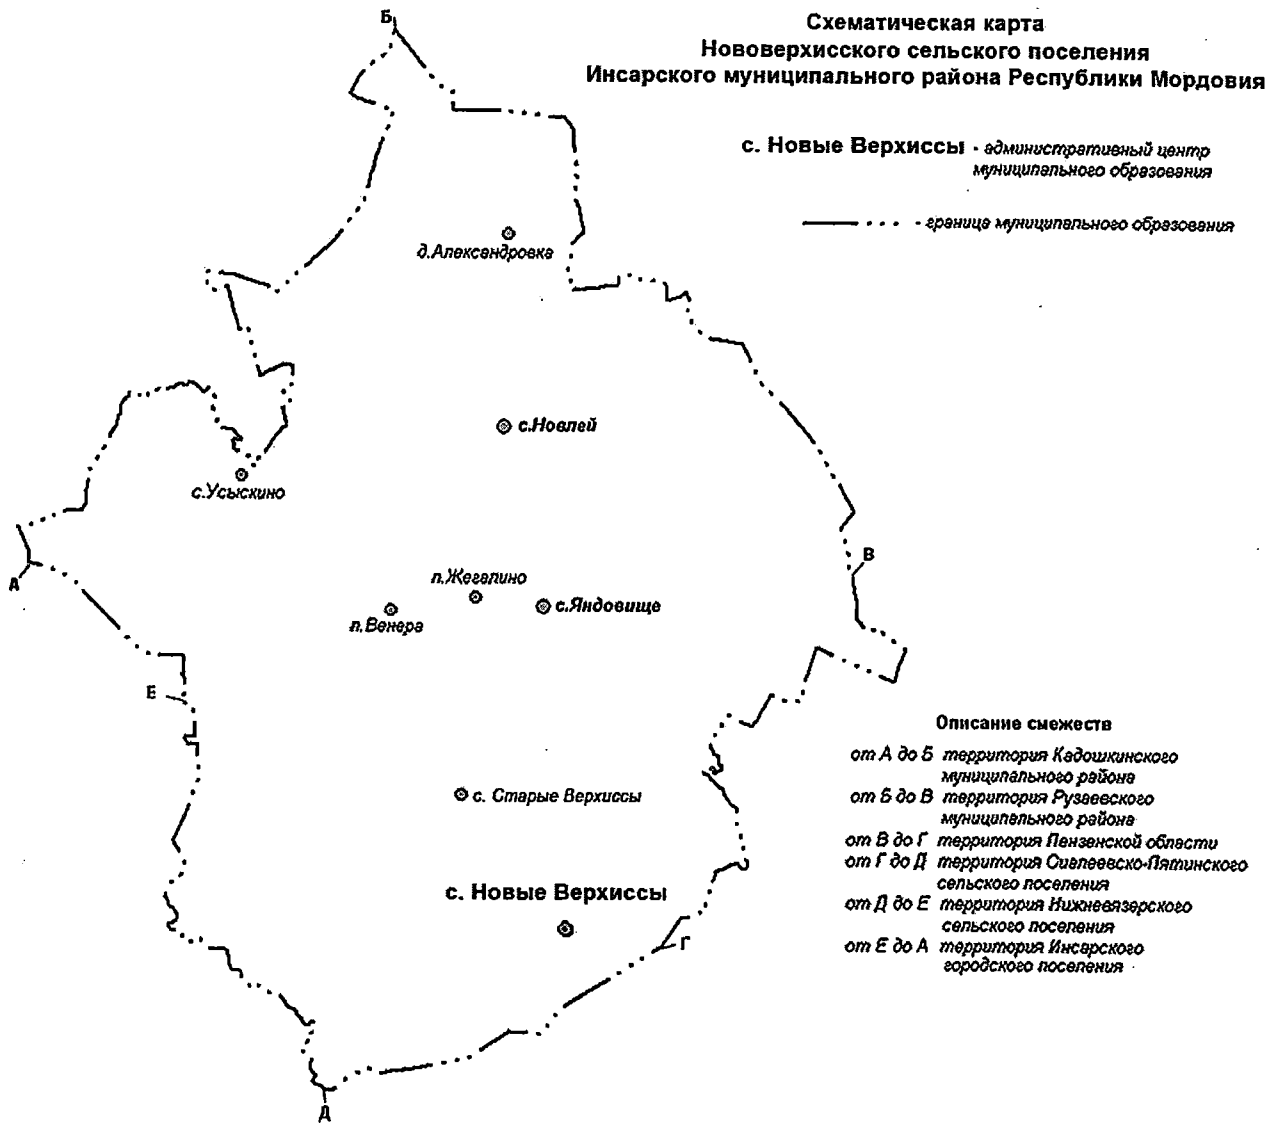 Схематическая карта
Нововерхисского сельского поселения
Инсарского муниципального района Республики Мордовия
с. Новые Верхиссы - административный центр
муниципального образования
граница муниципального образования
Б
д.Александровка
с.Новлей
с.Усыскино
А
В
п.Жегалино
с.Яндовище
п.Венера
Е
с. Старые Верхиссы
с. Новые Верхиссы
Г
Д
Описание смежеств
от А до Б территория Кадошкинского
муниципального района
от Б до В территория Рузаевского
муниципального района
от В до Г территория Пензенской области
от Г до Д территория Сиалеевско-Пятинского
сельского поселения
от Д до Е территория Нижневязерского
сельского поселения
от Е до А территория Инсарского
городского поселения